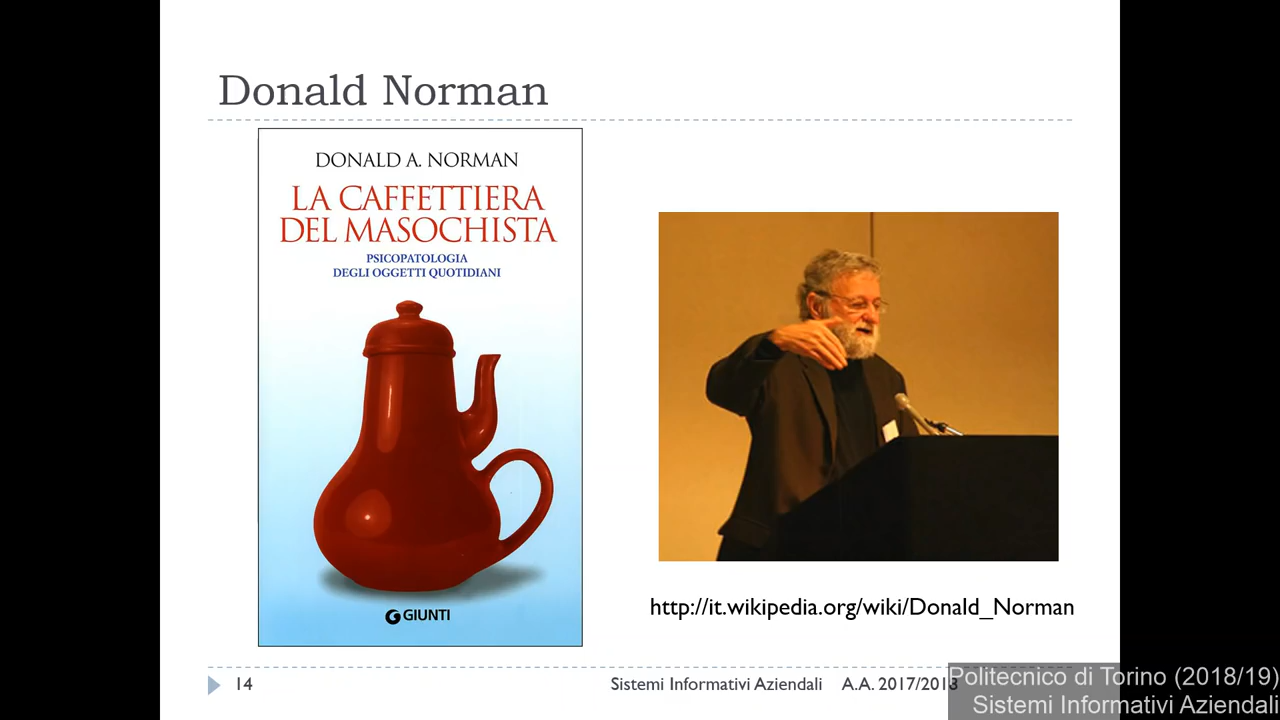 Donald Norman
DONALD A. NORMAN
LA CAFFETTIERA
DEL MASOCHISTA
PSICOPATOLOGIA
DEGLI OGGETTI QUOTIDIANI
GIUNTI
http://it.wikipedia.org/wiki/Donald_Norman
14
Sistemi Informativi Aziendali
A.A. 2017/2018
Politecnico di Torino (2018/19)
Sistemi Informativi Aziendali